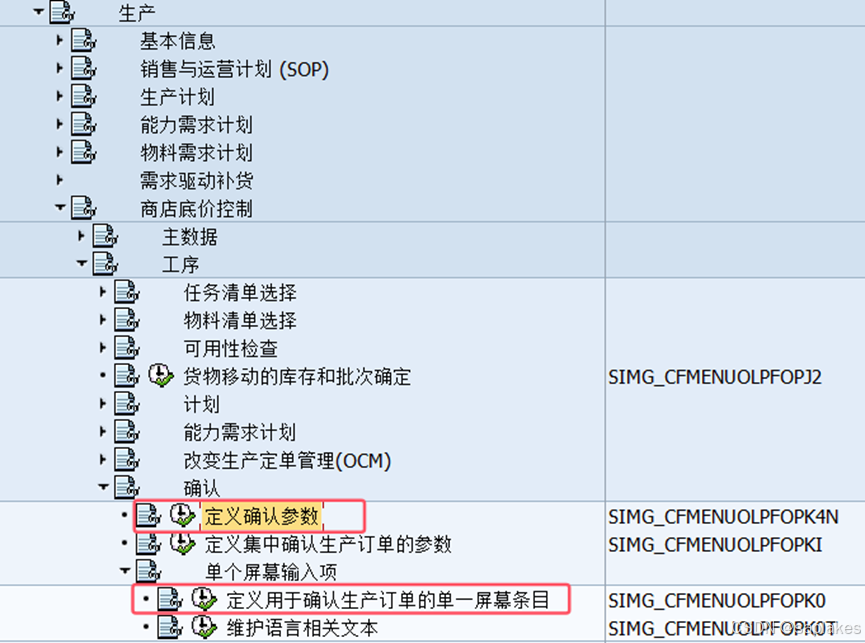 生产
基本信息
销售与运营计划 (SOP)
生产计划
能力需求计划
物料需求计划
需求驱动补货
商店底价控制
主数据
工序
任务清单选择
物料清单选择
可用性检查
货物移动的库存和批次确定 SIMG_CFMENUOLPFOPJ2
计划
能力需求计划
改变生产定单管理(OCM)
确认
定义确认参数 SIMG_CFMENUOLPFOPK4N
定义集中确认生产订单的参数 SIMG_CFMENUOLPFOPKI
单个屏幕输入项
定义用于确认生产订单的单一屏幕条目 SIMG_CFMENUOLPFOPK0
维护语言相关文本 SIMG_CFMENUOLPFOPK0